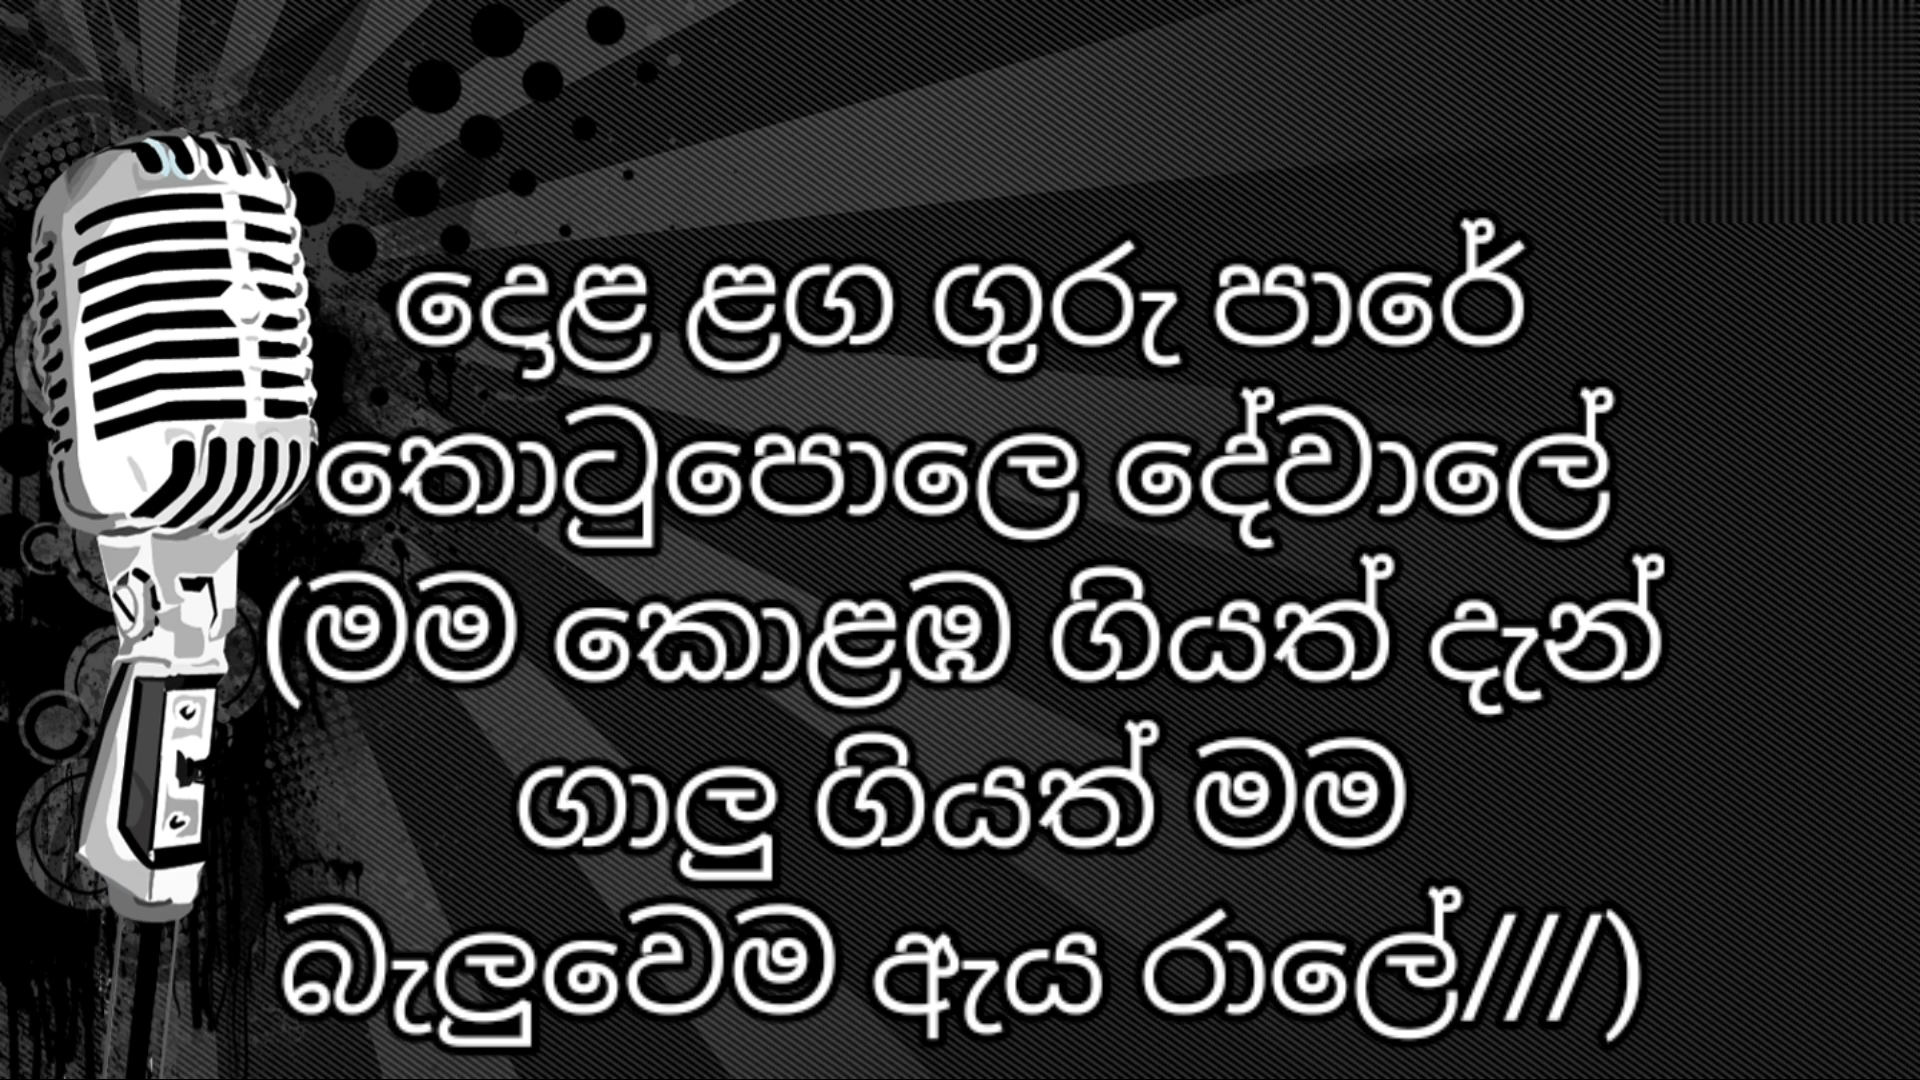 දොළ ළග ගුරු පාරේ
තොටුපොලෙ දේවාලේ
(මම කොළඹ ගියත් දැන්
ගාලු ගියත් මම
බැලුවෙම ඇය රාලේ///)